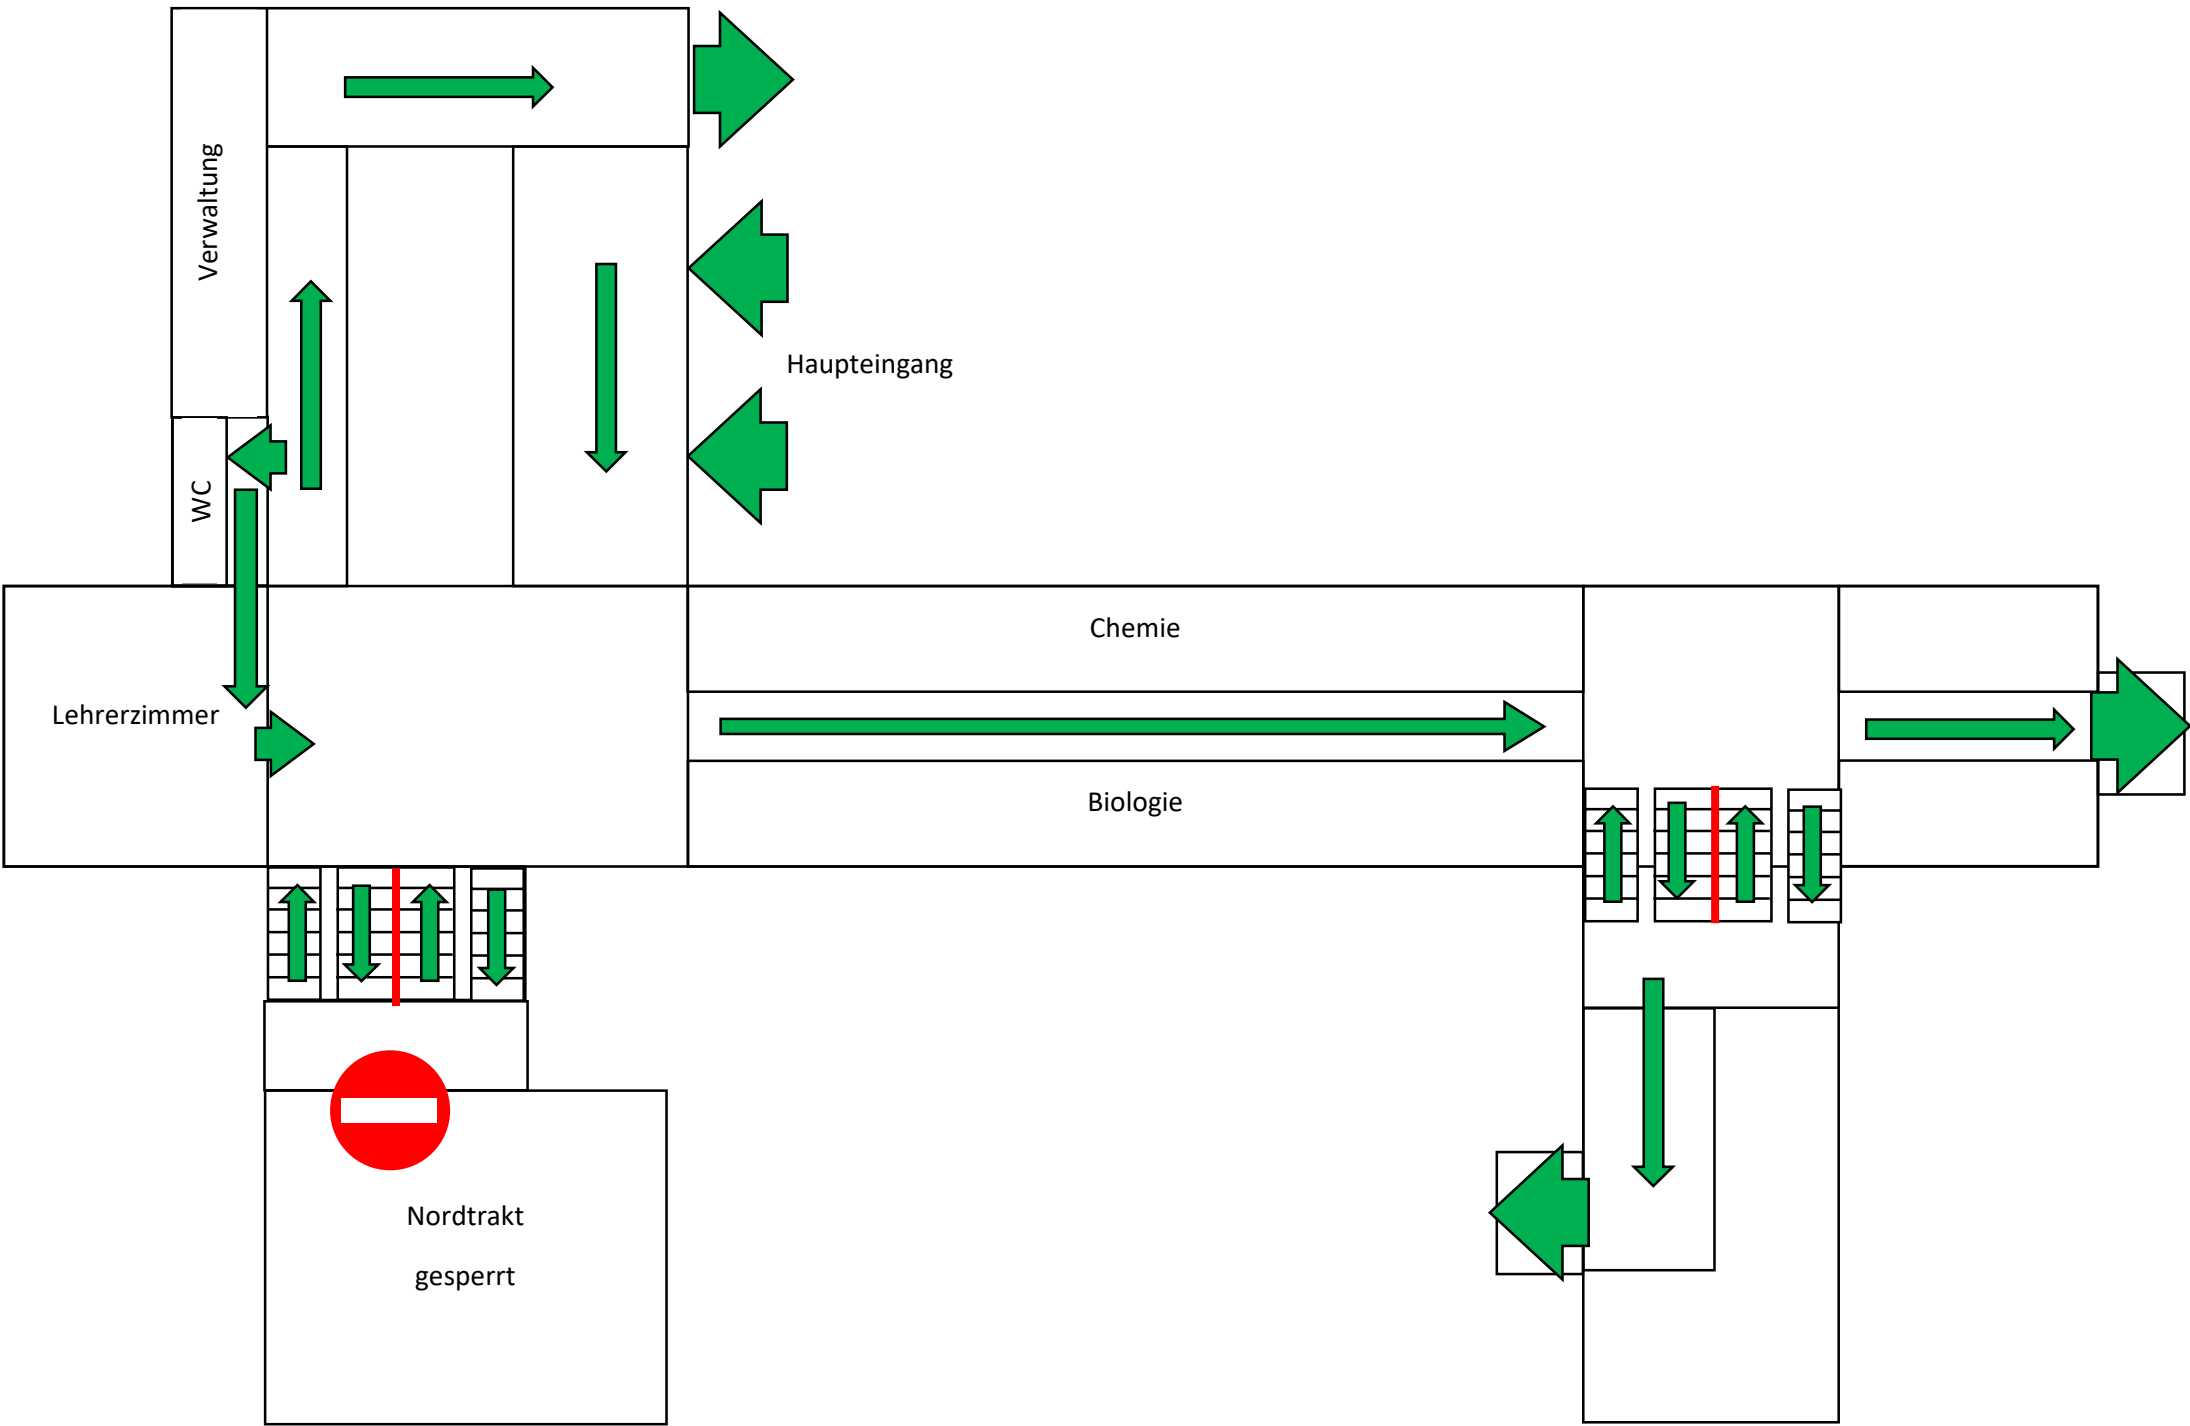 Verwaltung
Haupteingang
WC
Chemie
Lehrerzimmer
Biologie
Nordtrakt
gesperrt